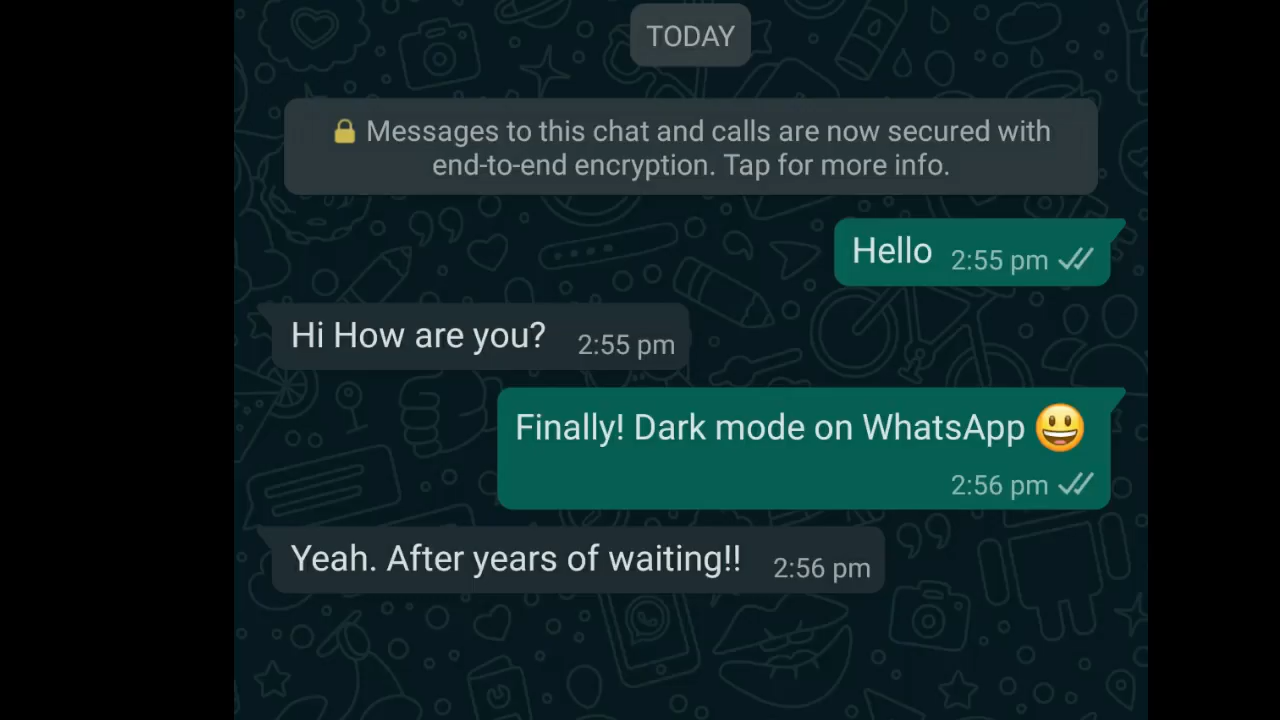 TODAY
🔒 Messages to this chat and calls are now secured with
end-to-end encryption. Tap for more info.
Hello 2:55 pm
Hi How are you? 2:55 pm
Finally! Dark mode on WhatsApp 😃
2:56 pm
Yeah. After years of waiting!! 2:56 pm